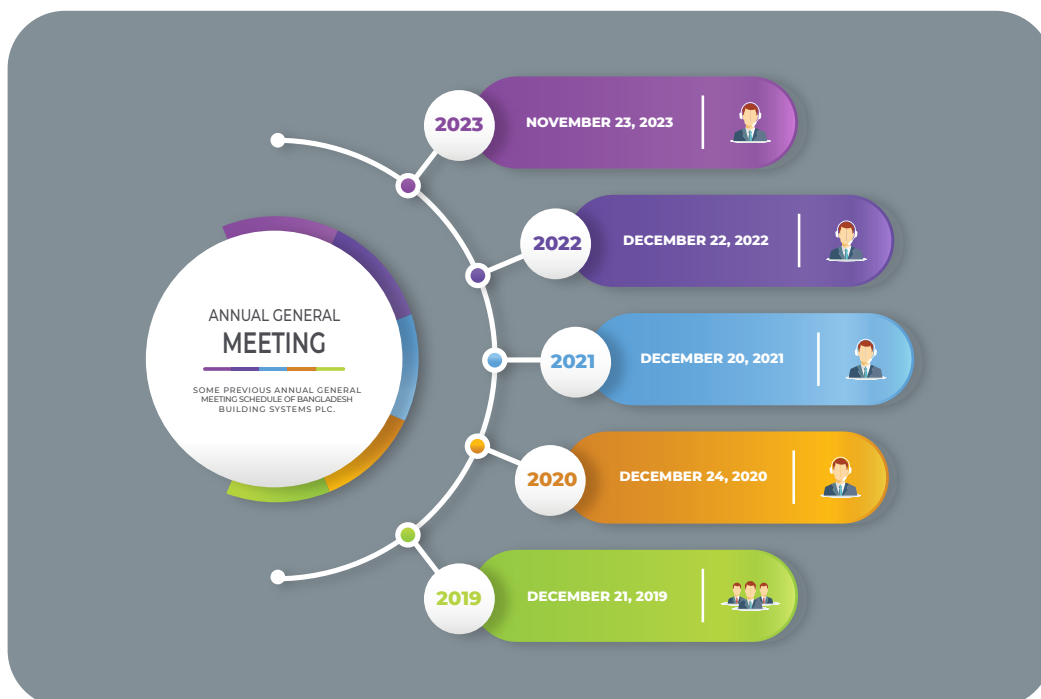 ANNUAL GENERAL
MEETING
SOME PREVIOUS ANNUAL GENERAL
MEETING SCHEDULE OF BANGLADESH
BUILDING SYSTEMS PLC.
2023
NOVEMBER 23, 2023
2022
DECEMBER 22, 2022
2021
DECEMBER 20, 2021
2020
DECEMBER 24, 2020
2019
DECEMBER 21, 2019